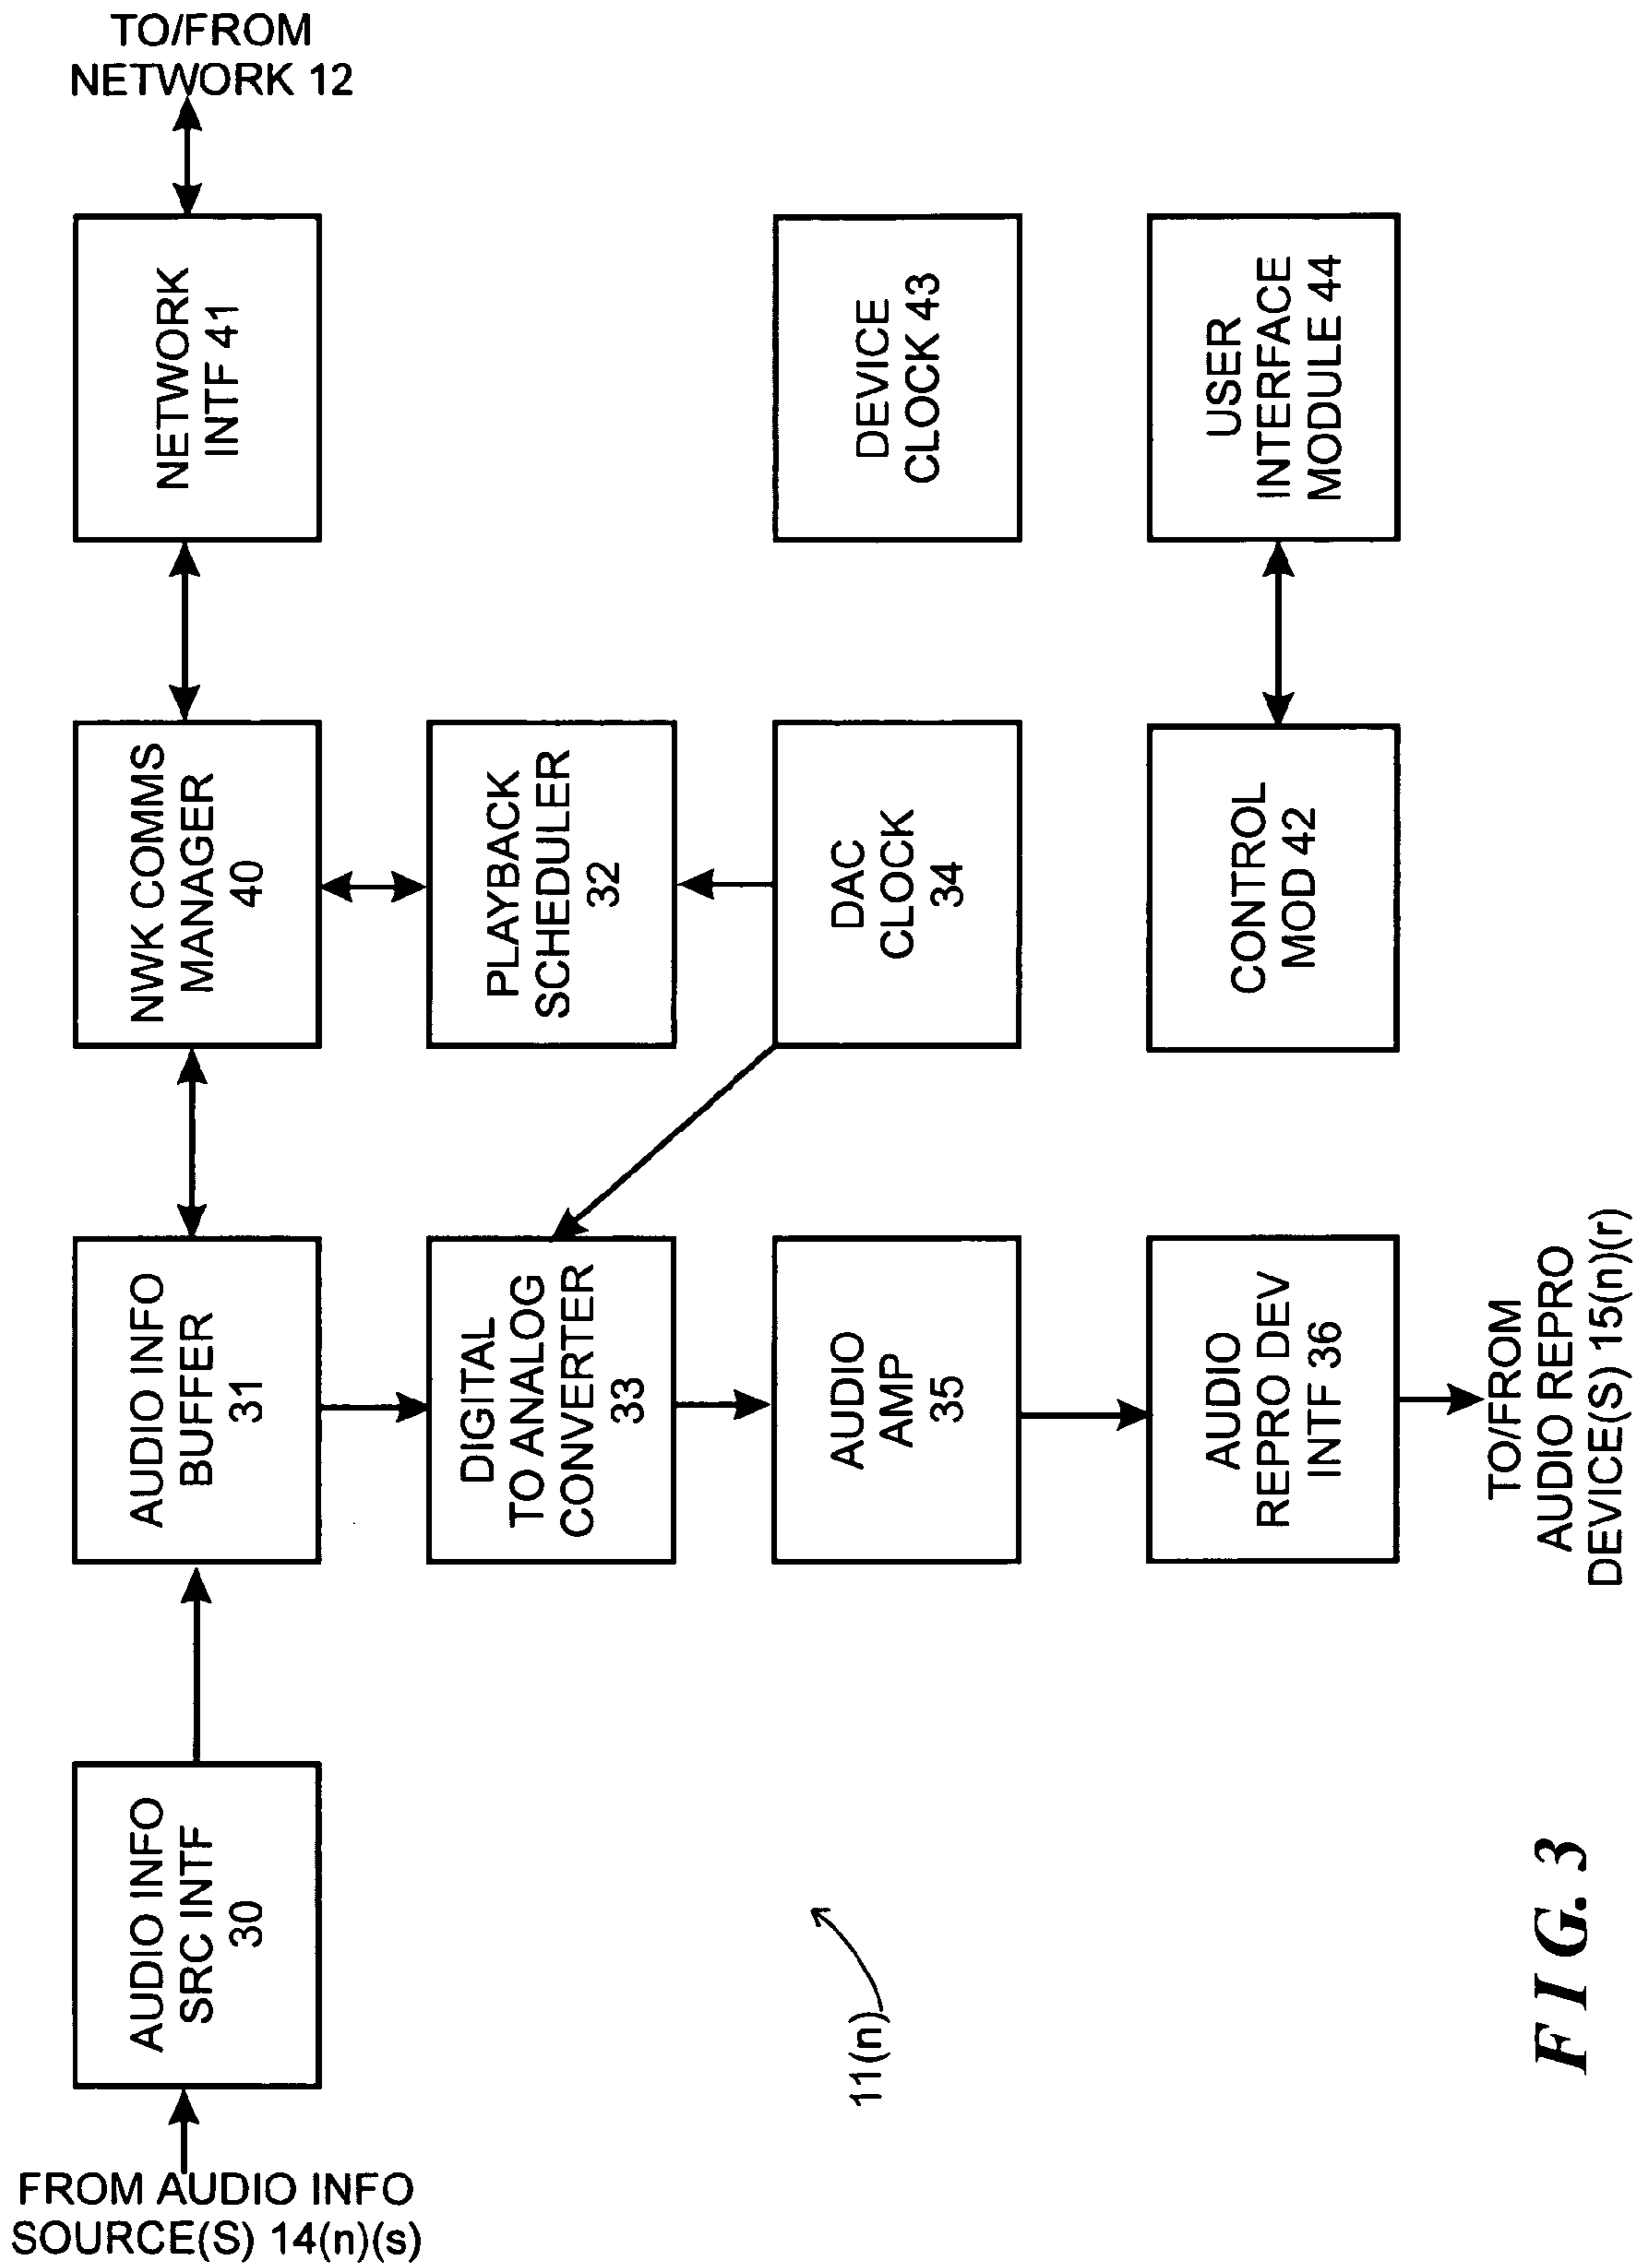 TO/FROM
NETWORK 12
NETWORK
INTF 41
DEVICE
CLOCK 43
USER
INTERFACE
MODULE 44
NWK COMMS
MANAGER
40
PLAYBACK
SCHEDULER
32
DAC
CLOCK
34
CONTROL
MOD 42
AUDIO INFO
BUFFER
31
DIGITAL
TO ANALOG
CONVERTER
33
AUDIO
AMP
35
AUDIO
REPRO DEV
INTF 36
TO/FROM
AUDIO REPRO
DEVICE(S) 15(n)(r)
AUDIO INFO
SRC INTF
30
11(n)
FIG. 3
FROM AUDIO INFO
SOURCE(S) 14(n)(s)